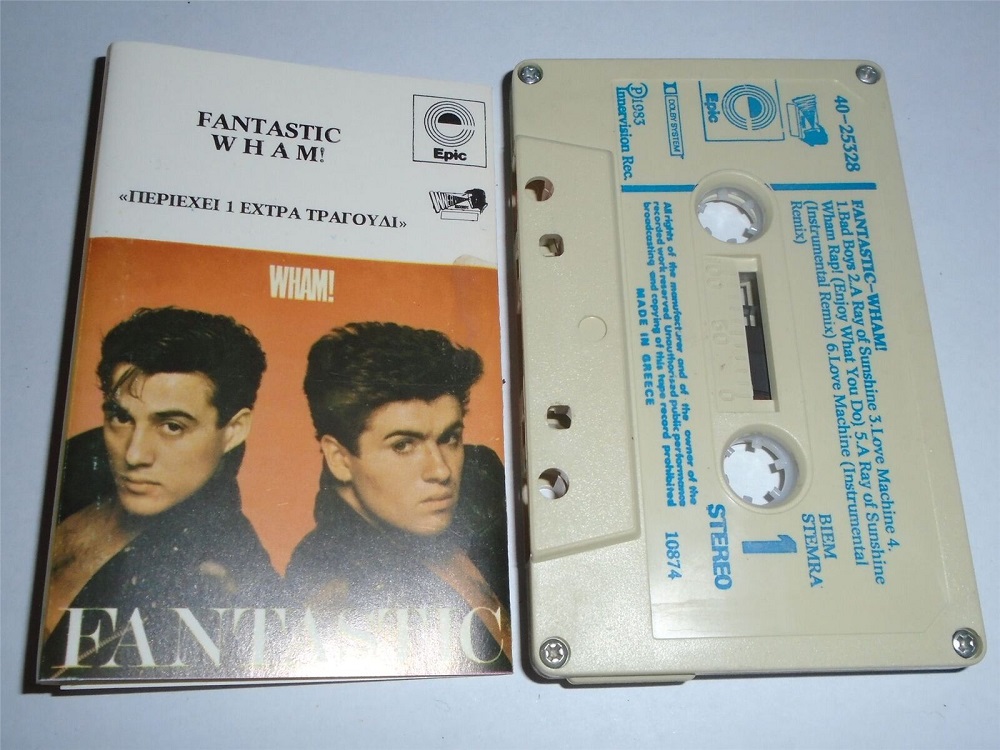 FANTASTIC
WHAM!
Epic
«ΠΕΡΙΕΧΕΙ 1 ΕΧΤΡΑ ΤΡΑΓΟΥΔΙ»
WHAM!
FANTASTIC
40-25328
Epic
DOLBY SYSTEM
℗1983
Innervision Rec.
FANTASTIC-WHAM!
1.Bad Boys 2.A Ray of Sunshine 3.Love Machine 4.
Wham Rap! (Enjoy What You Do) 5.A Ray of Sunshine
(Instrumental Remix) 6.Love Machine (Instrumental
Remix)
BIEM
STEMRA
1
STEREO
10874
All rights of the manufacturer and of the owner of the
recorded work reserved Unauthorised public performance
broadcasting and copying of this tape record prohibited
MADE IN GREECE